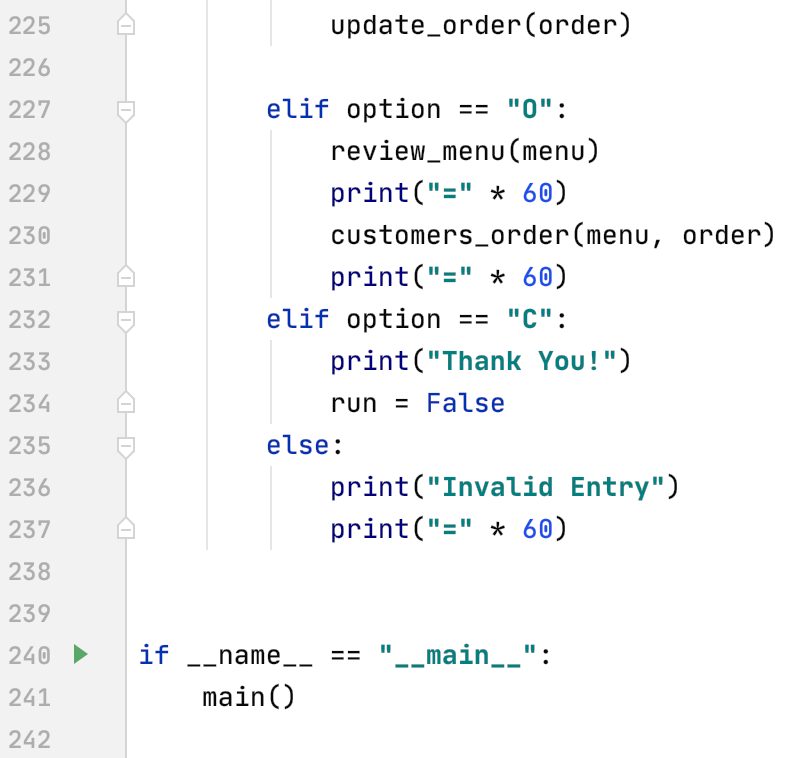 225 update_order(order)
226
227 elif option == "O":
228 review_menu(menu)
229 print("=" * 60)
230 customers_order(menu, order)
231 print("=" * 60)
232 elif option == "C":
233 print("Thank You!")
234 run = False
235 else:
236 print("Invalid Entry")
237 print("=" * 60)
238
239
240 if __name__ == "__main__":
241 main()
242